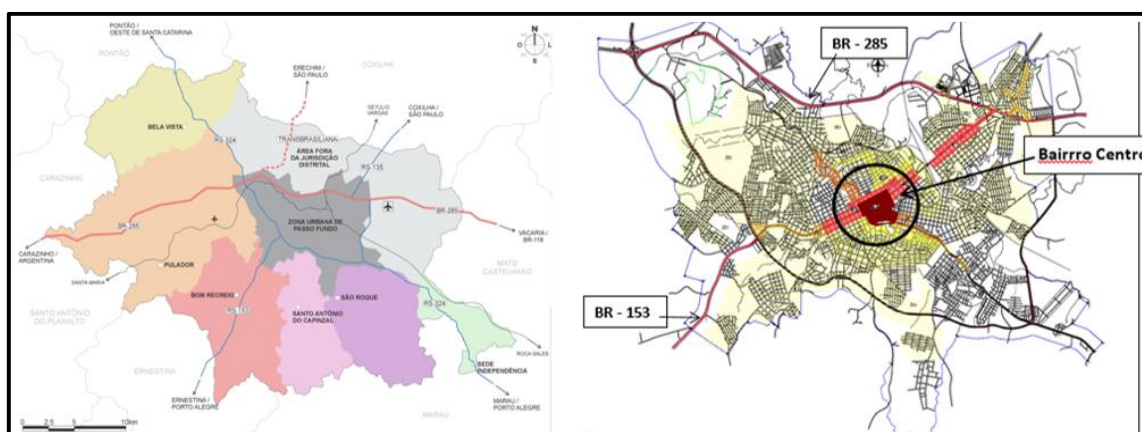 PONTÃO /
OESTE DE SANTA CATARINA
PONTÃO
N
O
L
S
COXILHA
ERECHIM /
SÃO PAULO
GETÚLIO
VARGAS
COXILHA /
SÃO PAULO
BELA VISTA
RS-324
TRANSBRASILIANA
ÁREA FORA
DA JURISDIÇÃO
DISTRITAL
RS-135
CARAZINHO
BR-285
ZONA URBANA DE
PASSO FUNDO
BR-285
VACARIA /
BR-116
CARAZINHO /
ARGENTINA
PULADOR
SANTA MARIA
MATO
CASTELHANO
BOM RECREIO
RS-153
SÃO ROQUE
SANTO ANTÔNIO
DO CAPINZAL
RS-324
SANTO ANTÔNIO
DO PLANALTO
ROCA SALES
SEDE
INDEPENDÊNCIA
ERNESTINA
ERNESTINA /
PORTO ALEGRE
MARAU /
PORTO ALEGRE
MARAU
0 2,5 5 10km
BR - 285
Bairrro Centro
BR - 153